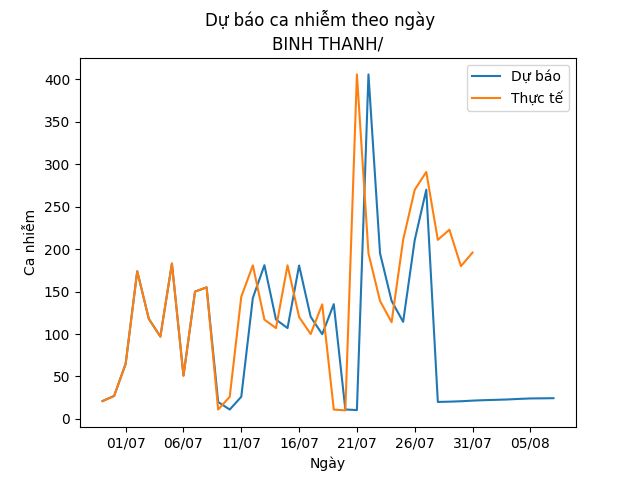 Dự báo ca nhiễm theo ngày
BINH THANH/
Dự báo
Thực tế
Ca nhiễm
400
350
300
250
200
150
100
50
0
01/07 06/07 11/07 16/07 21/07 26/07 31/07 05/08
Ngày